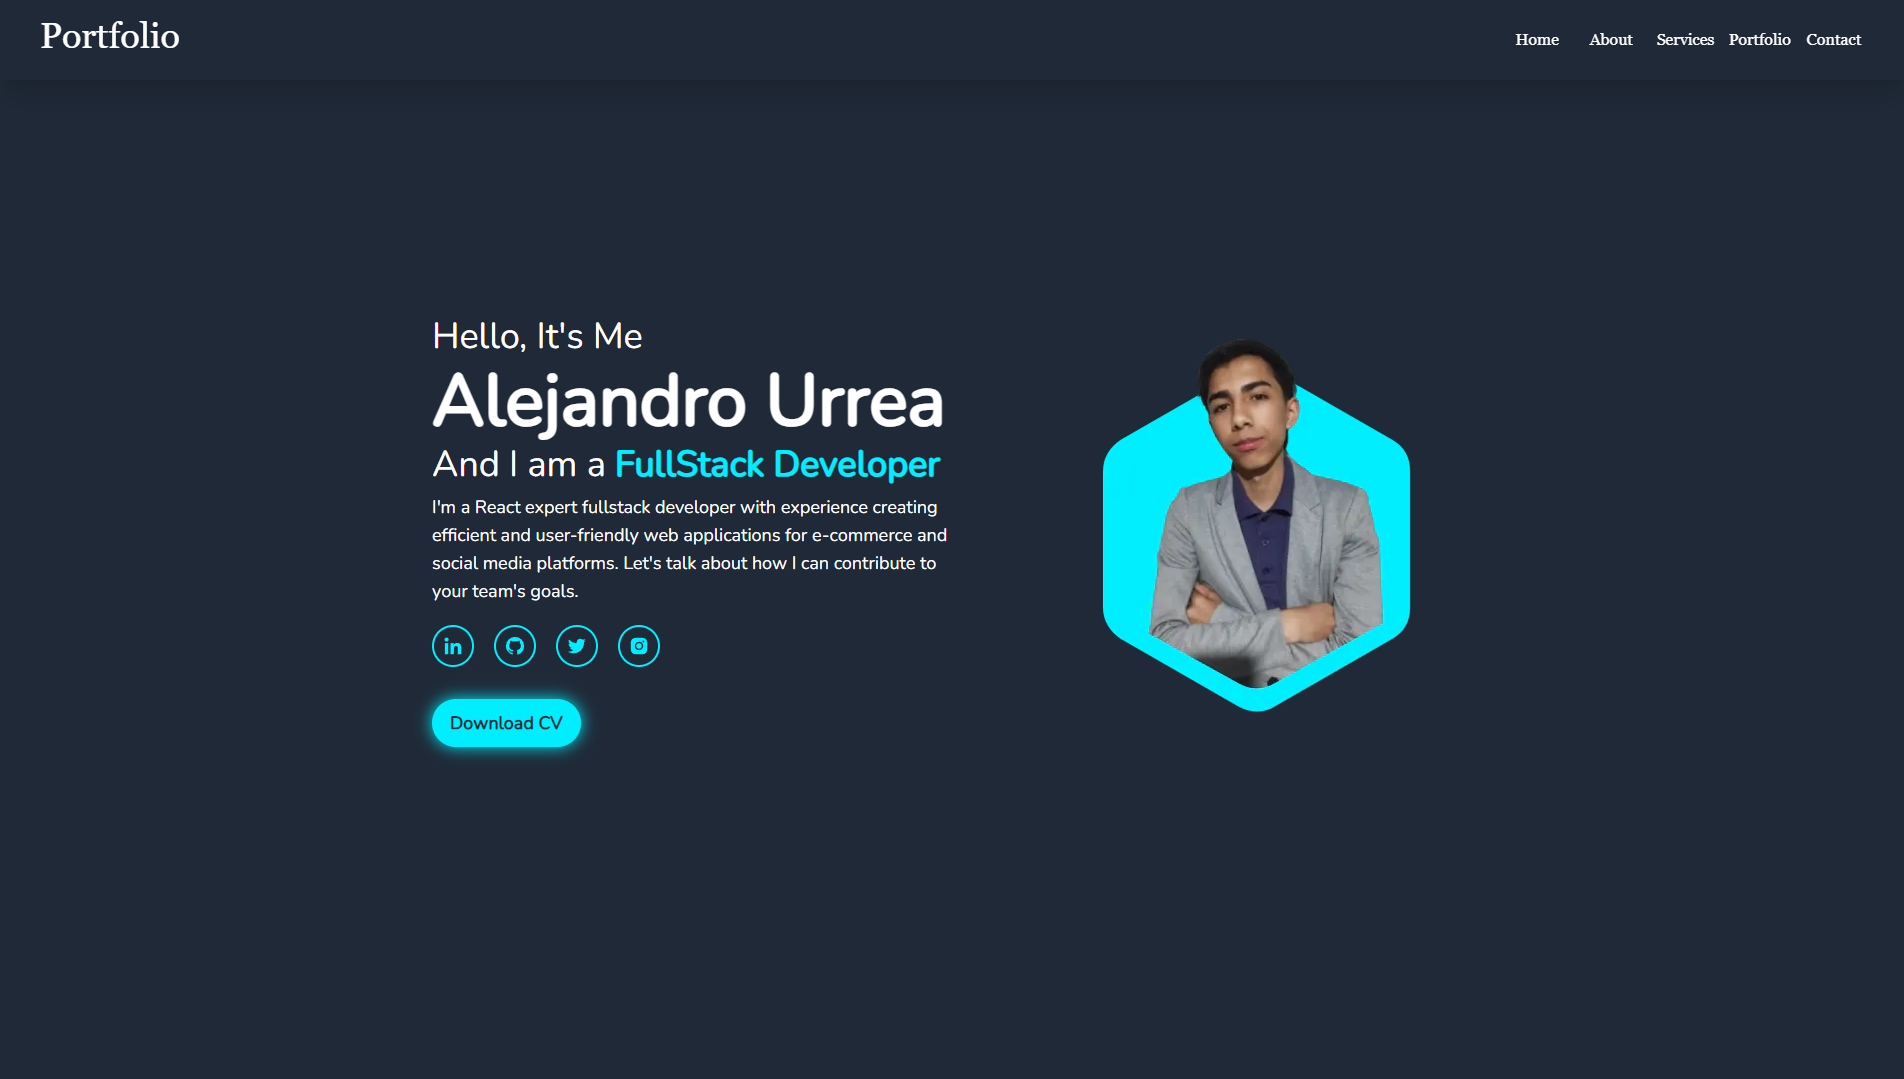 Portfolio
Home About Services Portfolio Contact
Hello, It's Me
Alejandro Urrea
And I am a FullStack Developer
I'm a React expert fullstack developer with experience creating
efficient and user-friendly web applications for e-commerce and
social media platforms. Let's talk about how I can contribute to
your team's goals.
in
Download CV